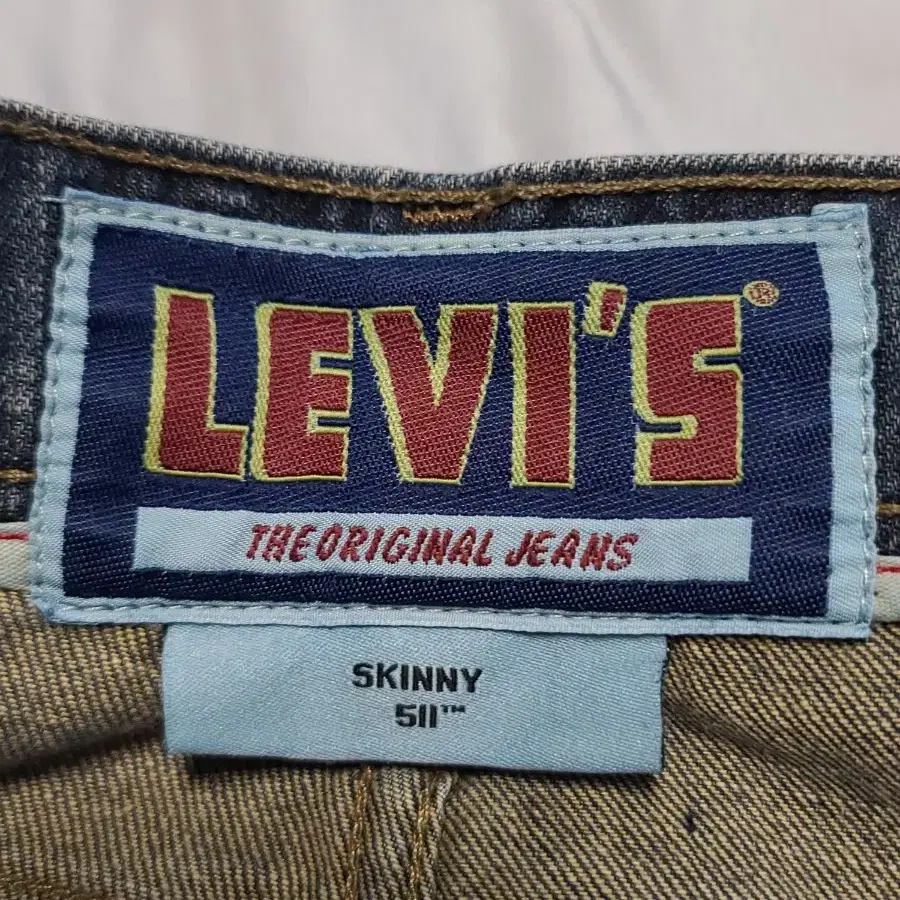 LEVI'S®
THE ORIGINAL JEANS
SKINNY
511™